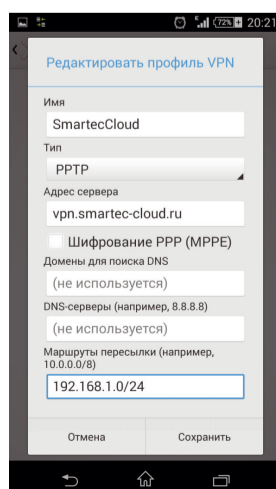 72% 20:21
Редактировать профиль VPN
Имя
SmartecCloud
Тип
PPTP
Адрес сервера
vpn.smartec-cloud.ru
Шифрование PPP (MPPE)
Домены для поиска DNS
(не используется)
DNS-серверы (например, 8.8.8.8)
(не используется)
Маршруты пересылки (например,
10.0.0.0/8)
192.168.1.0/24
Отмена Сохранить